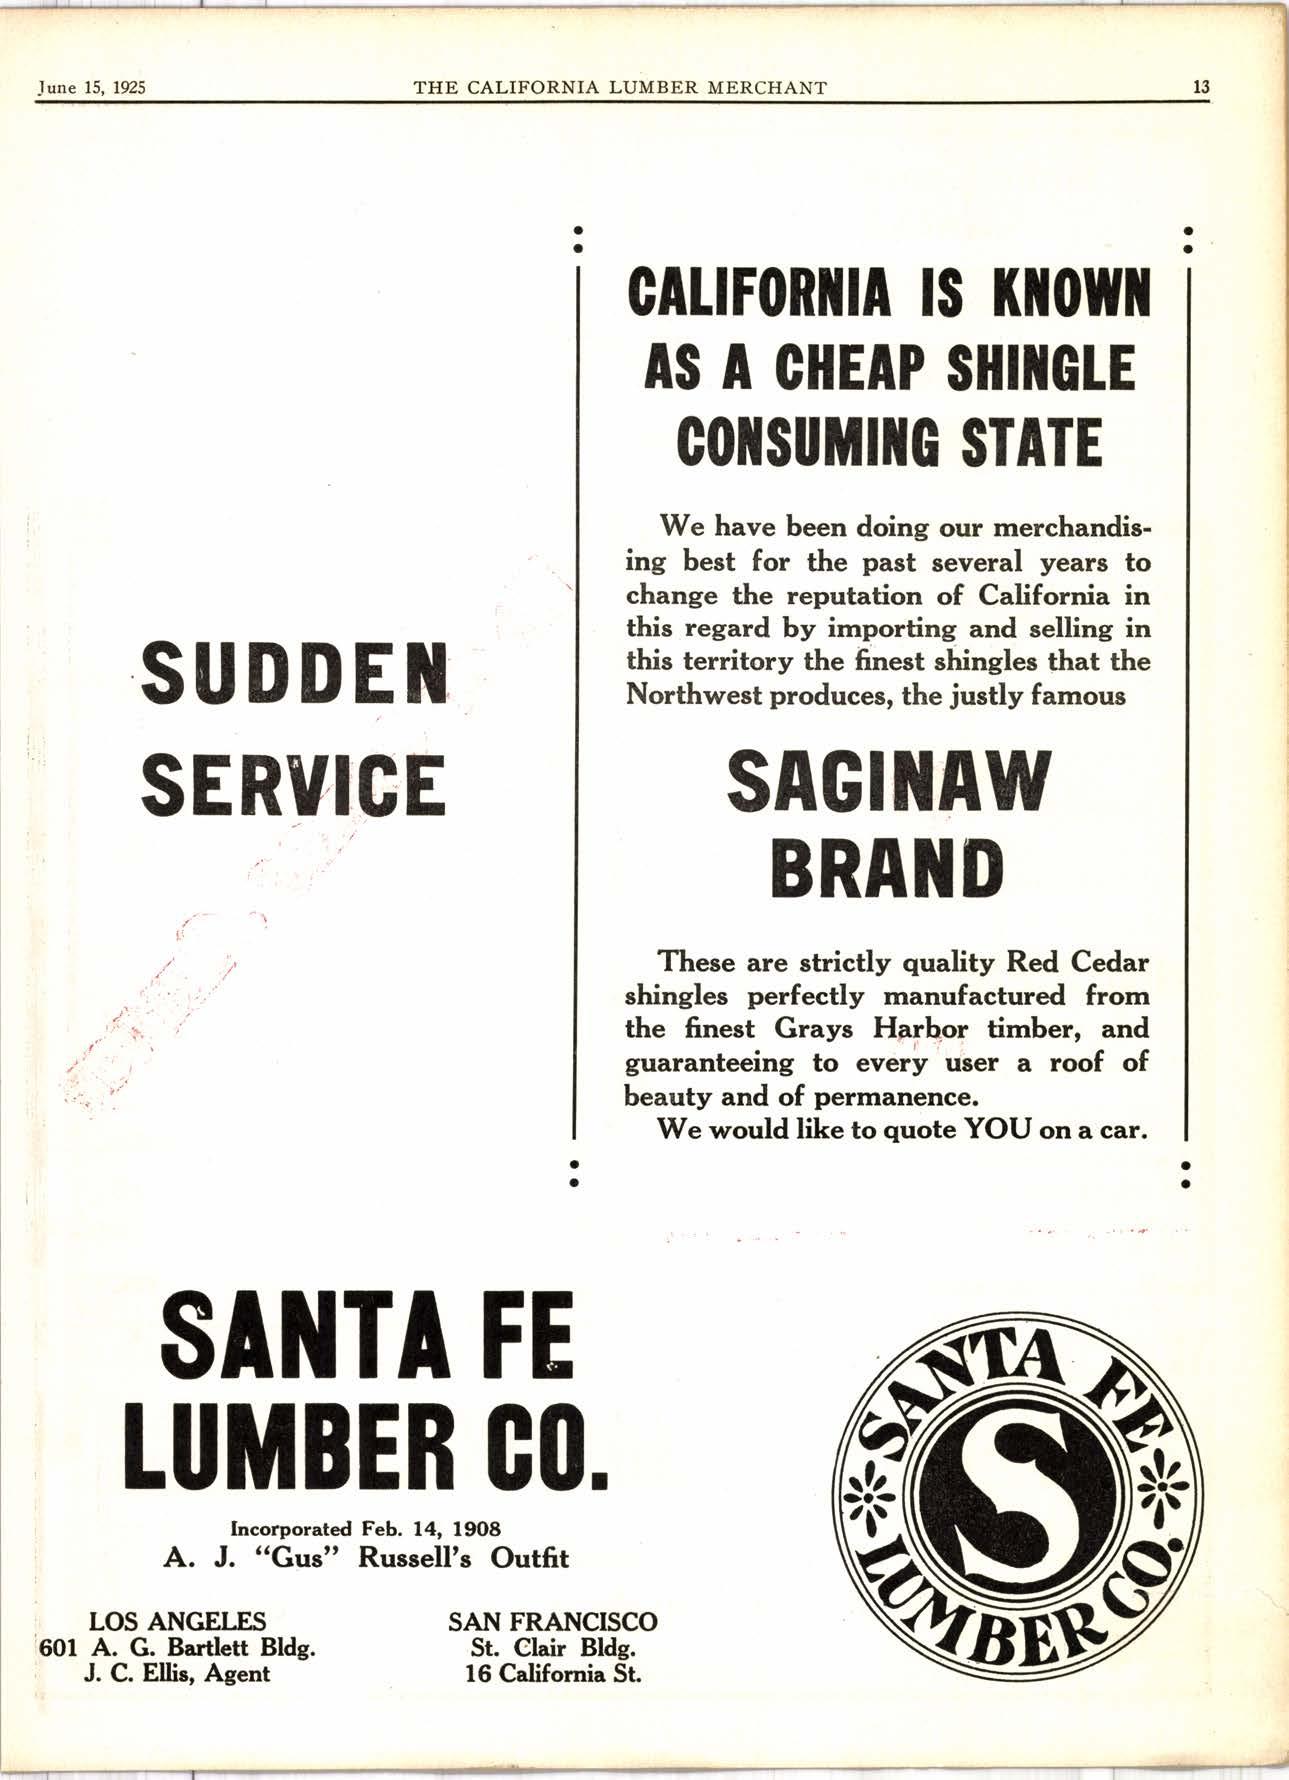 June 15, 1925 THE CALIFORNIA LUMBER MERCHANT 13
SUDDEN
SERVICE
CALIFORNIA IS KNOWN
AS A CHEAP SHINGLE
CONSUMING STATE
We have been doing our merchandis-
ing best for the past several years to
change the reputation of California in
this regard by importing and selling in
this territory the finest shingles that the
Northwest produces, the justly famous
SAGINAW
BRAND
These are strictly quality Red Cedar
shingles perfectly manufactured from
the finest Grays Harbor timber, and
guaranteeing to every user a roof of
beauty and of permanence.
We would like to quote YOU on a car.
SANTA FE
LUMBER CO.
Incorporated Feb. 14, 1908
A. J. “Gus” Russell’s Outfit
LOS ANGELES
601 A. G. Bartlett Bldg.
J. C. Ellis, Agent
SAN FRANCISCO
St. Clair Bldg.
16 California St.
SANTA FE
S
LUMBER CO.